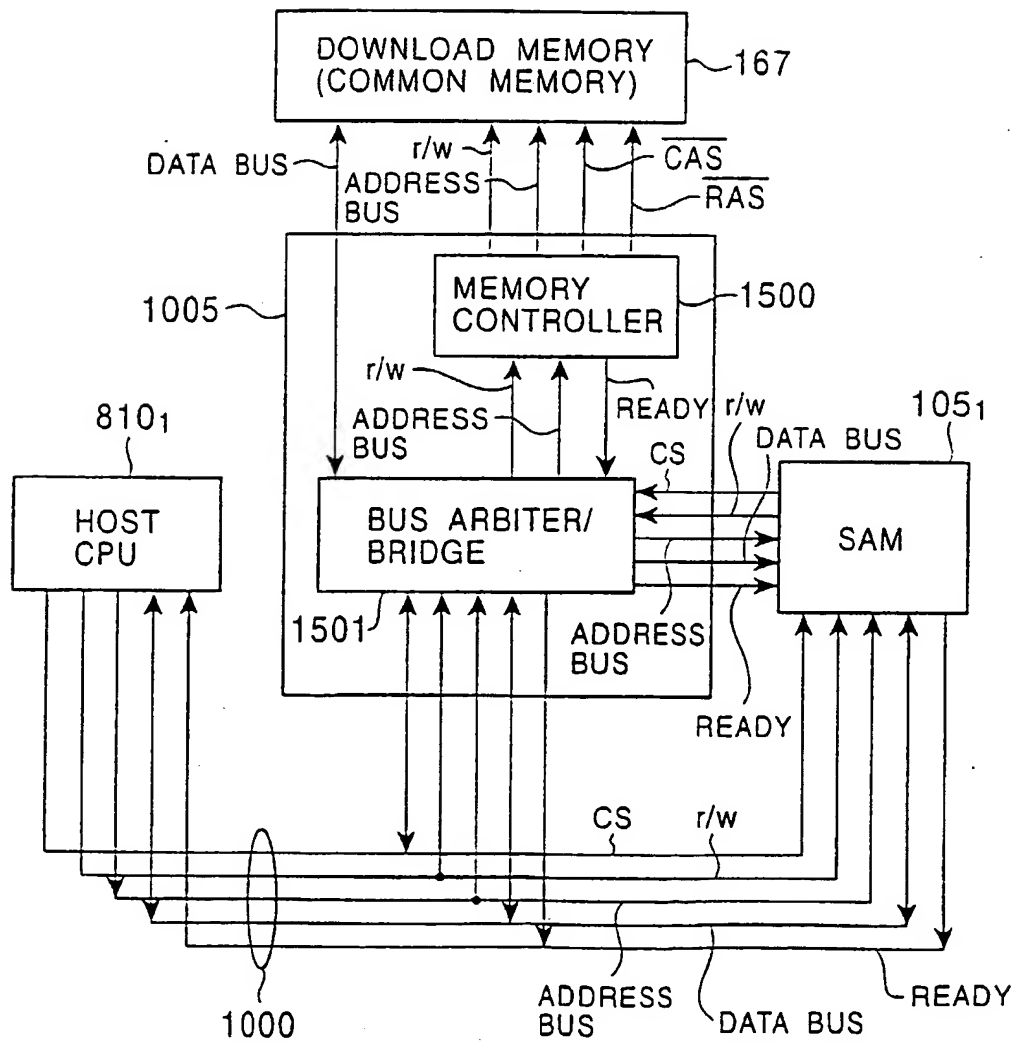 DOWNLOAD MEMORY
(COMMON MEMORY)
167
DATA BUS
r/w
ADDRESS
BUS
CAS
RAS
1005
MEMORY
CONTROLLER
1500
r/w
ADDRESS
BUS
READY
810₁
HOST
CPU
BUS ARBITER/
BRIDGE
1501
CS
r/w
DATA BUS
105₁
SAM
ADDRESS
BUS
READY
CS
r/w
1000
ADDRESS
BUS
DATA BUS
READY